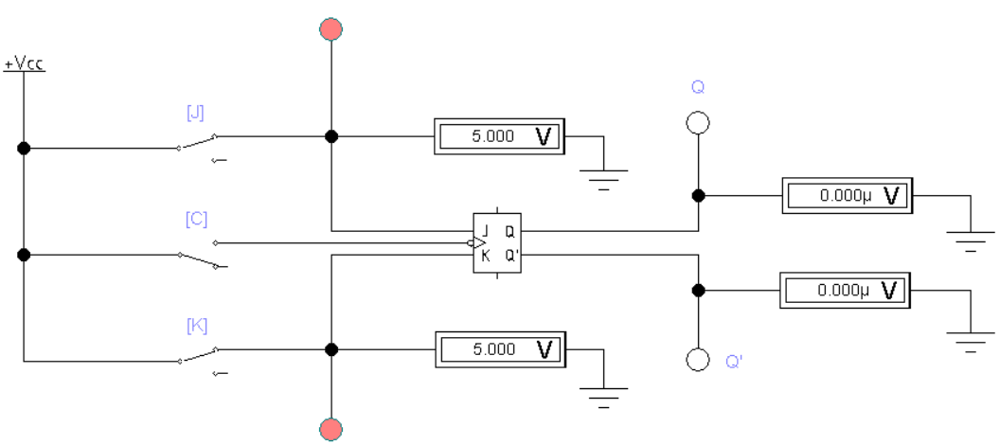 +Vcc
[J]
5.000 V
Q
0.000µ V
[C]
J Q
K Q'
0.000µ V
[K]
5.000 V
Q'